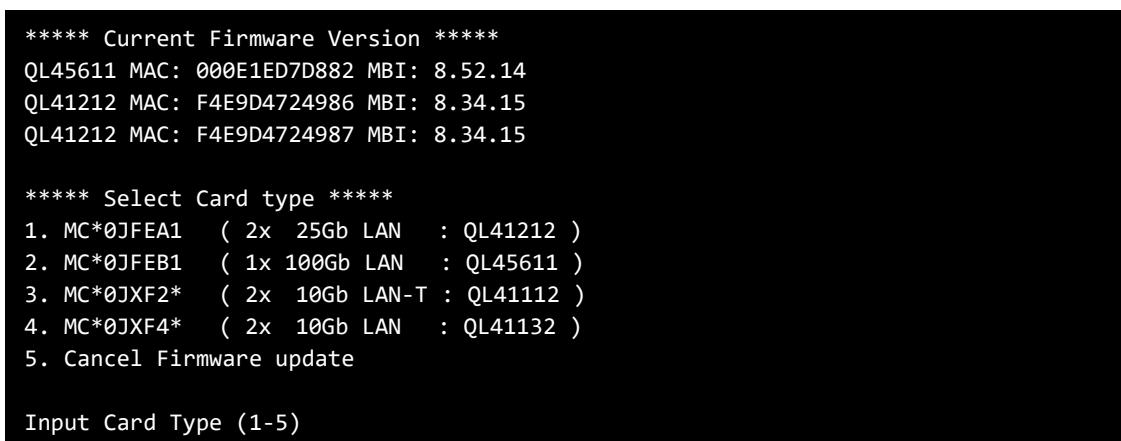 ***** Current Firmware Version *****
QL45611 MAC: 000E1ED7D882 MBI: 8.52.14
QL41212 MAC: F4E9D4724986 MBI: 8.34.15
QL41212 MAC: F4E9D4724987 MBI: 8.34.15
***** Select Card type *****
1. MC*0JFEA1   ( 2x  25Gb LAN   : QL41212 )
2. MC*0JFEB1   ( 1x 100Gb LAN   : QL45611 )
3. MC*0JXF2*   ( 2x  10Gb LAN-T : QL41112 )
4. MC*0JXF4*   ( 2x  10Gb LAN   : QL41132 )
5. Cancel Firmware update
Input Card Type (1-5)